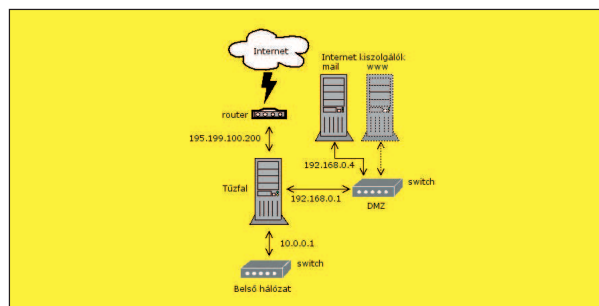 Internet
Internet kiszolgálók
mail
www
router
195.199.100.200
192.168.0.4
switch
Tűzfal
192.168.0.1
DMZ
10.0.0.1
switch
Belső hálózat